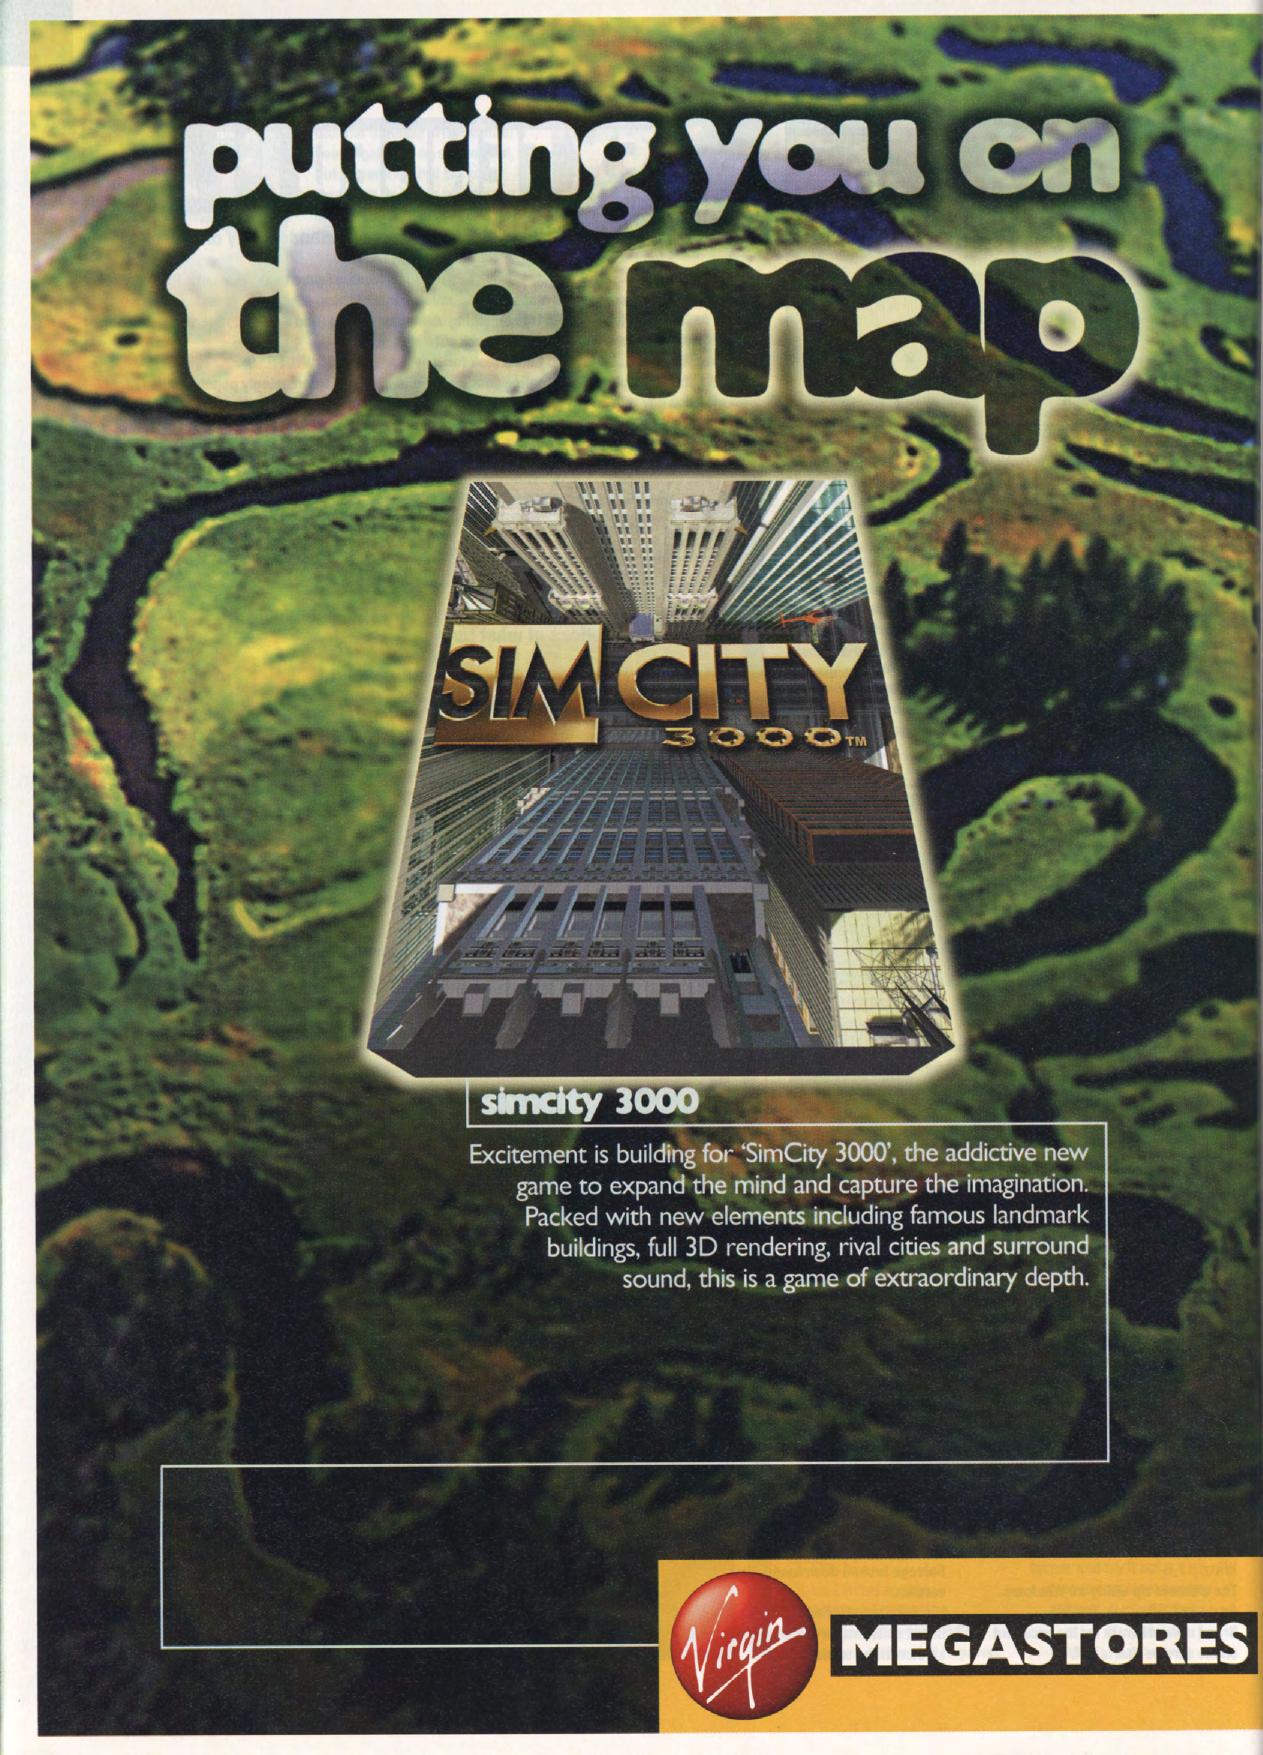 putting you on
the map
SIM CITY
3000™
simcity 3000
Excitement is building for 'SimCity 3000', the addictive new
game to expand the mind and capture the imagination.
Packed with new elements including famous landmark
buildings, full 3D rendering, rival cities and surround
sound, this is a game of extraordinary depth.
Virgin
MEGASTORES